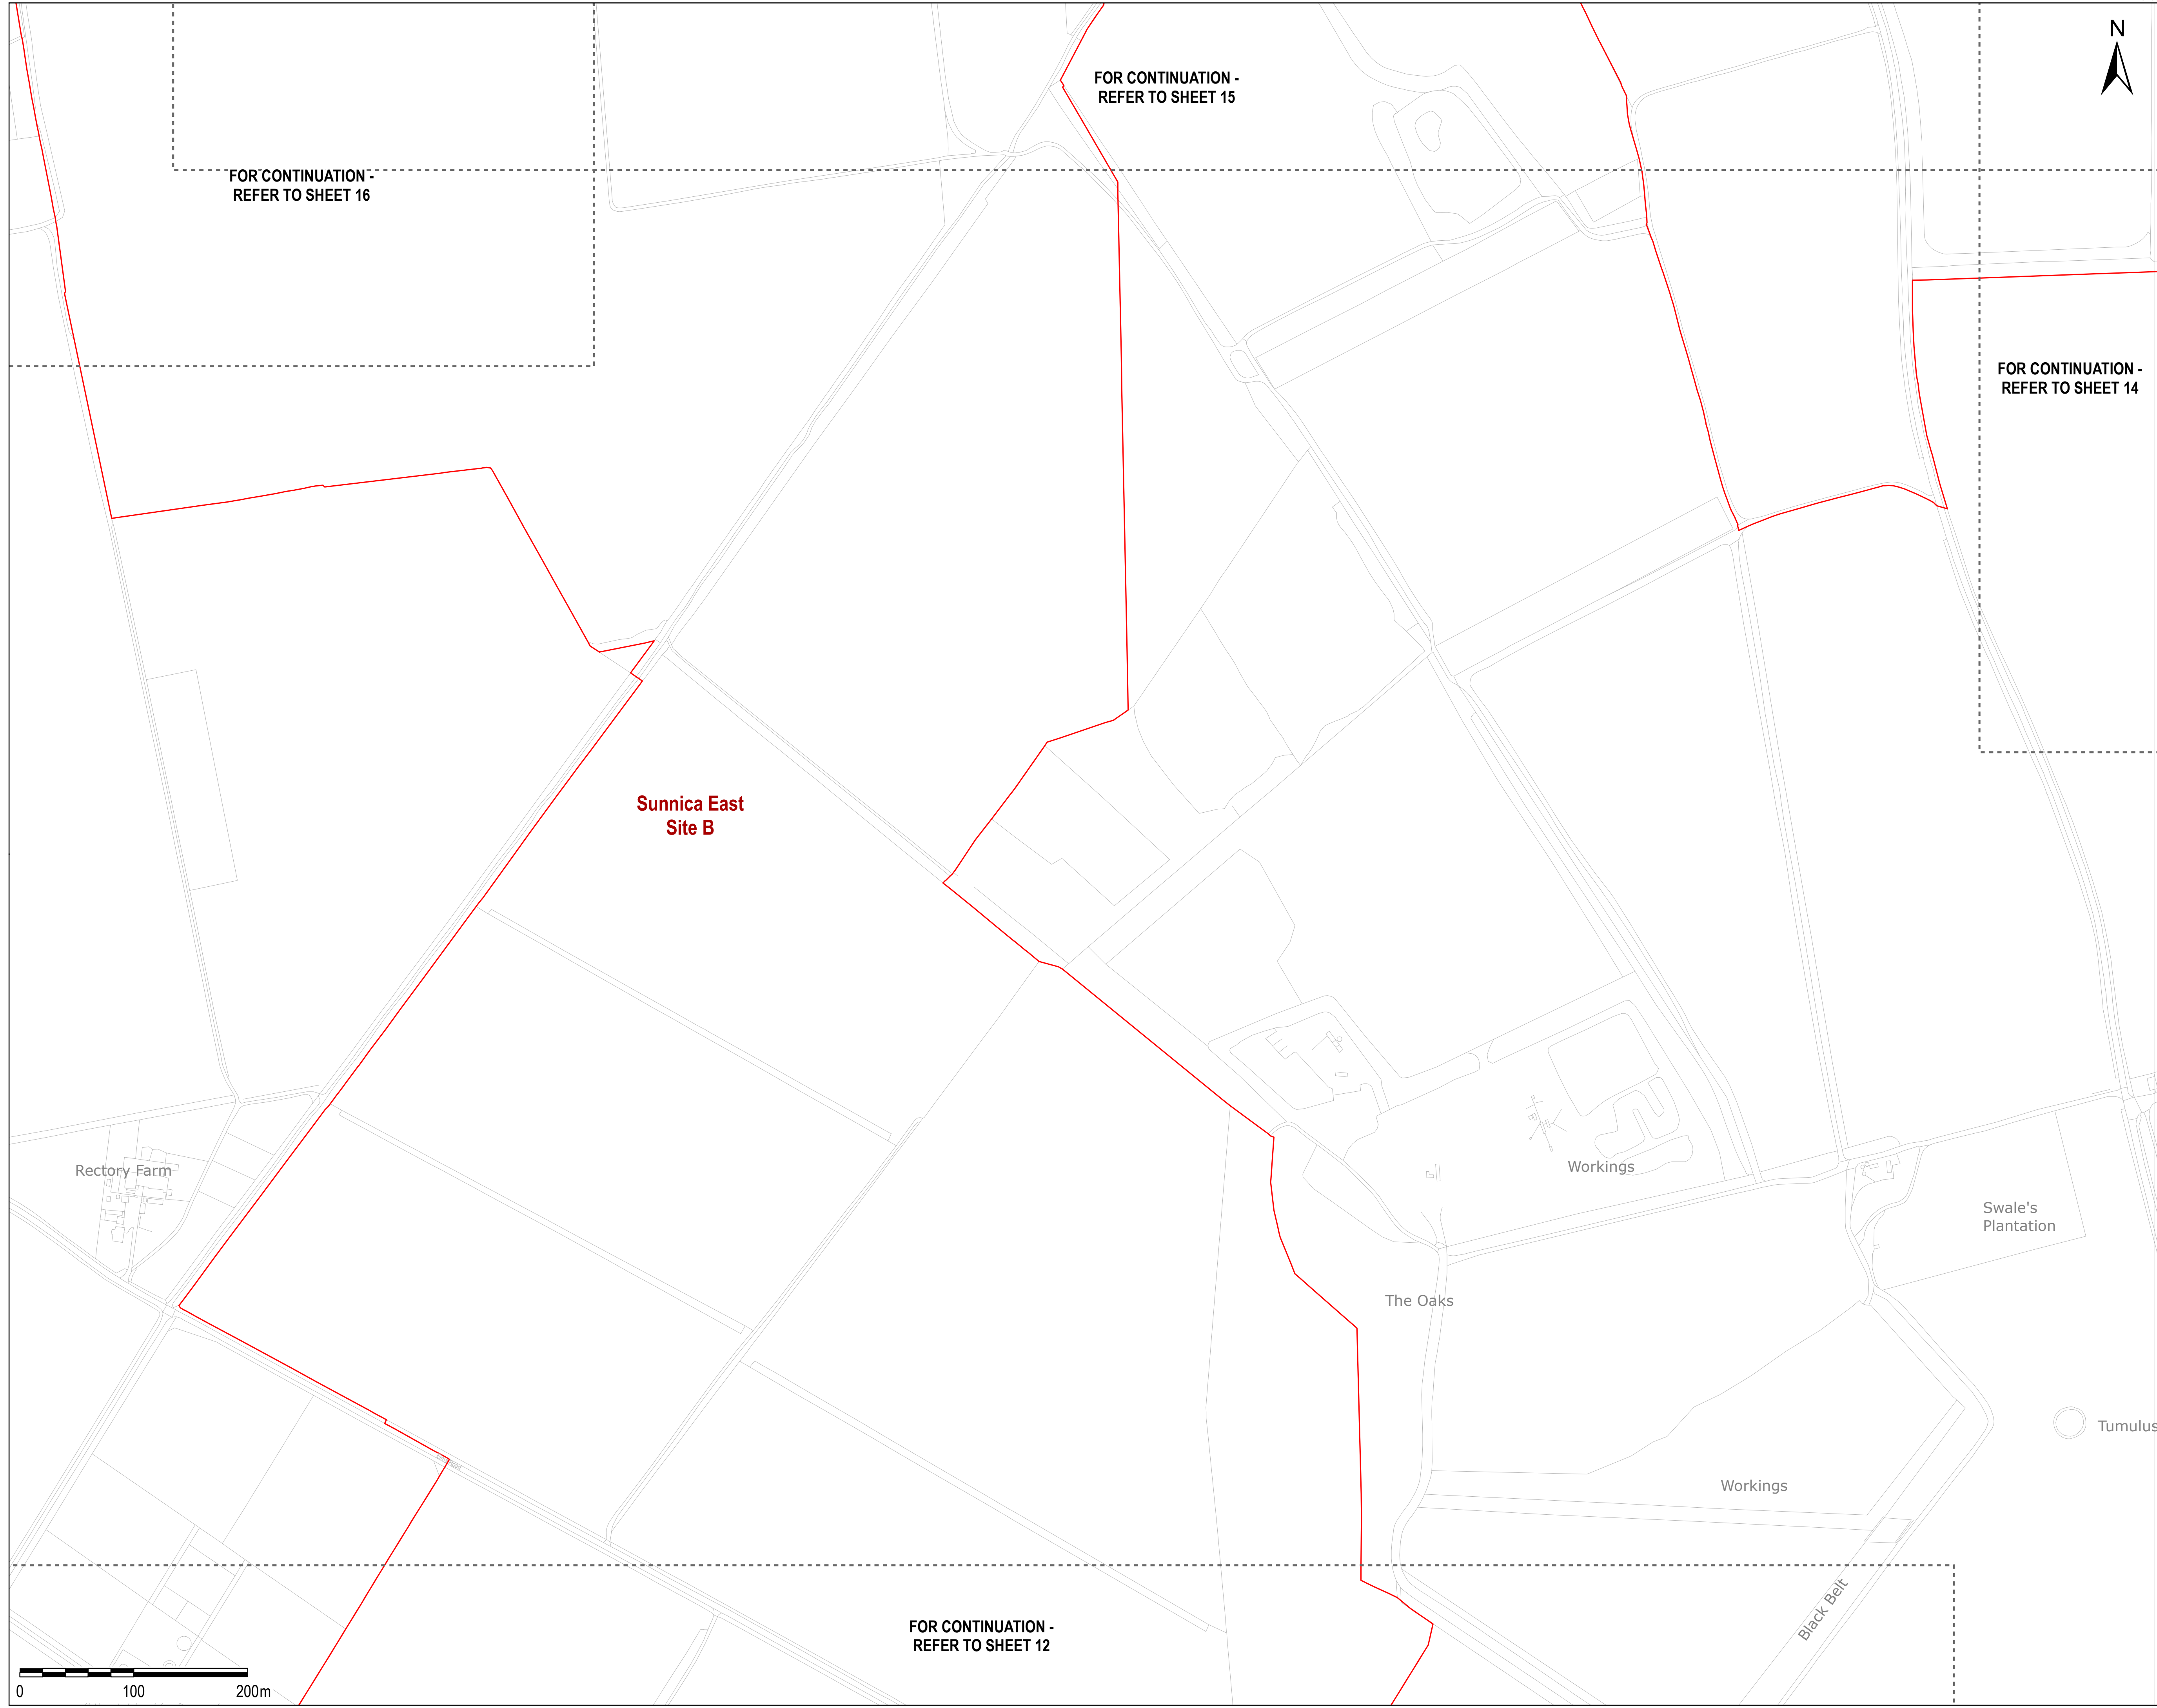 N
FOR CONTINUATION -
REFER TO SHEET 15
FOR CONTINUATION -
REFER TO SHEET 16
FOR CONTINUATION -
REFER TO SHEET 14
Sunnica East
Site B
Rectory Farm
Workings
Swale's
Plantation
The Oaks
Tumulus
Workings
Black Belt
FOR CONTINUATION -
REFER TO SHEET 12
0 100 200m